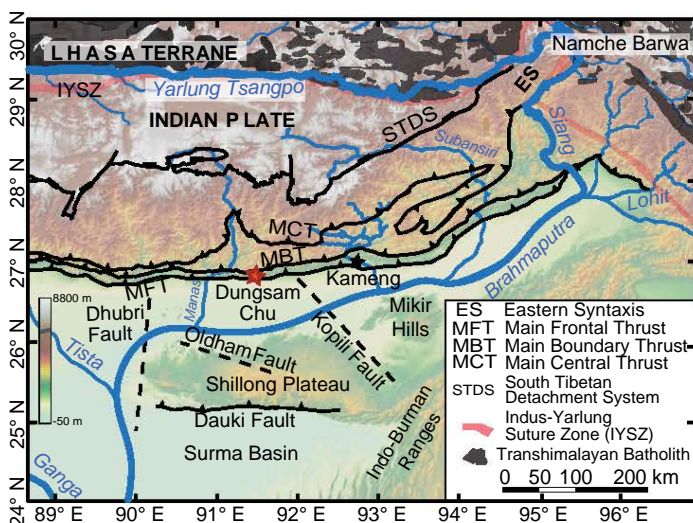 30° N
29° N
28° N
27° N
26° N
25° N
24° N
LHASA TERRANE
Namche Barwa
IYSZ
Yarlung Tsangpo
ES
INDIAN PLATE
STDS
Siang
Subansiri
Lohit
MCT
MBT
Brahmaputra
MFT
Kameng
Dungsam
Chu
8800 m
-50 m
Manas
Dhubri
Fault
Mikir
Hills
Kopili Fault
Tista
Oldham Fault
Shillong Plateau
Dauki Fault
Surma Basin
Indo-Burman
Ranges
Ganga
ES Eastern Syntaxis
MFT Main Frontal Thrust
MBT Main Boundary Thrust
MCT Main Central Thrust
STDS South Tibetan
Detachment System
Indus-Yarlung
Suture Zone (IYSZ)
Transhimalayan Batholith
0 50 100 200 km
89° E 90° E 91° E 92° E 93° E 94° E 95° E 96° E